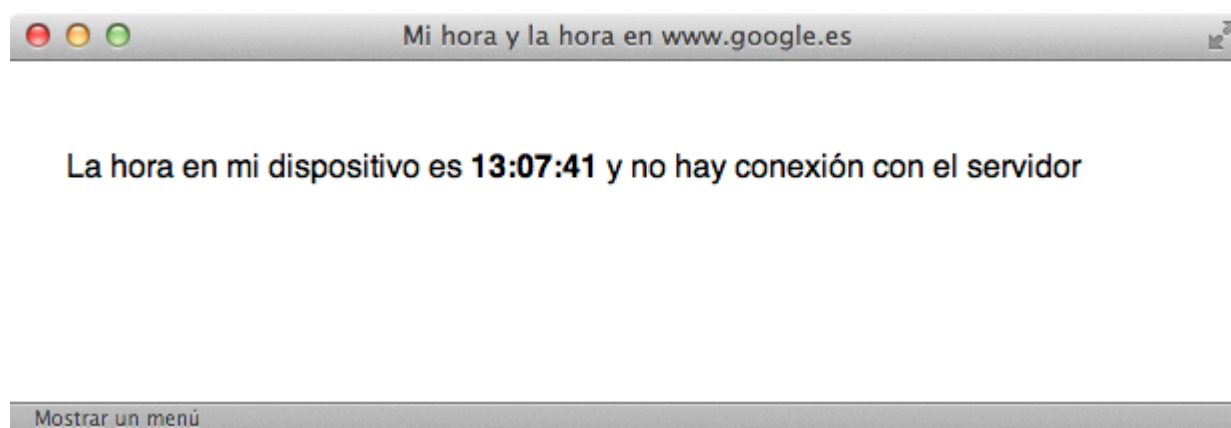 Mi hora y la hora en www.google.es
La hora en mi dispositivo es 13:07:41 y no hay conexión con el servidor
Mostrar un menú